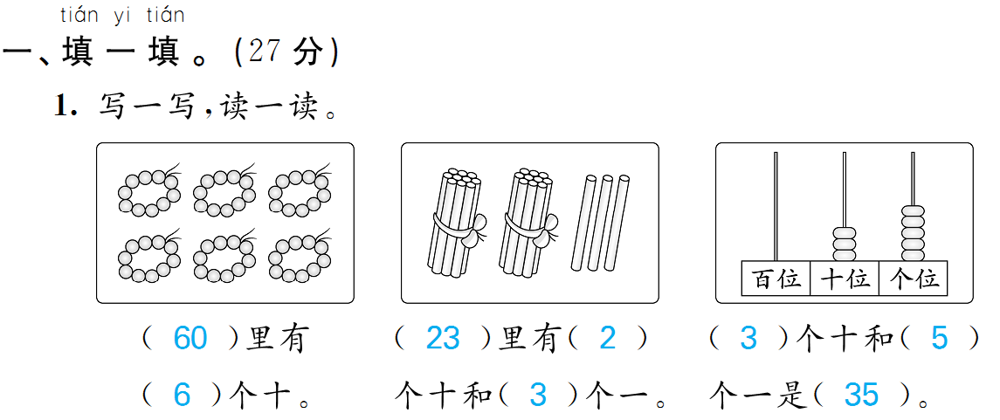 tián yi tián
一、填一填。(27分)
1. 写一写,读一读。
百位 十位 个位
( 60 )里有 ( 23 )里有( 2 ) ( 3 )个十和( 5 )
( 6 )个十。 个十和( 3 )个一。 个一是( 35 )。